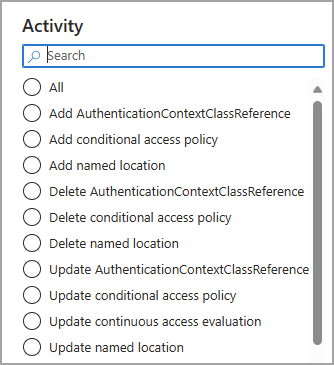 Activity
Search
All
Add AuthenticationContextClassReference
Add conditional access policy
Add named location
Delete AuthenticationContextClassReference
Delete conditional access policy
Delete named location
Update AuthenticationContextClassReference
Update conditional access policy
Update continuous access evaluation
Update named location